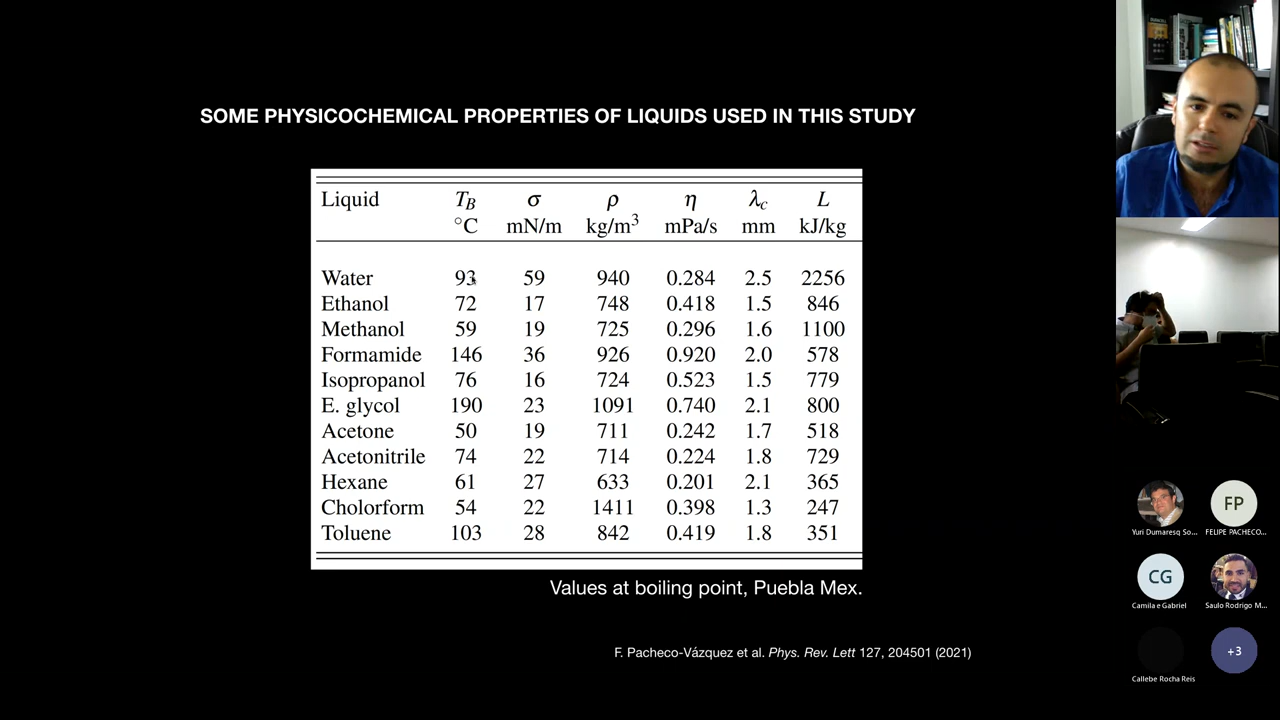 SOME PHYSICOCHEMICAL PROPERTIES OF LIQUIDS USED IN THIS STUDY
Liquid T_B σ ρ η λ_c L
°C mN/m kg/m³ mPa/s mm kJ/kg
Water 93 59 940 0.284 2.5 2256
Ethanol 72 17 748 0.418 1.5 846
Methanol 59 19 725 0.296 1.6 1100
Formamide 146 36 926 0.920 2.0 578
Isopropanol 76 16 724 0.523 1.5 779
E. glycol 190 23 1091 0.740 2.1 800
Acetone 50 19 711 0.242 1.7 518
Acetonitrile 74 22 714 0.224 1.8 729
Hexane 61 27 633 0.201 2.1 365
Cholorform 54 22 1411 0.398 1.3 247
Toluene 103 28 842 0.419 1.8 351
Values at boiling point, Puebla Mex.
F. Pacheco-Vázquez et al. Phys. Rev. Lett 127, 204501 (2021)
FP
Yuri Dumaresq So... FELIPE PACHECO...
CG
Camila e Gabriel Saulo Rodrigo M...
+3
Callebe Rocha Reis